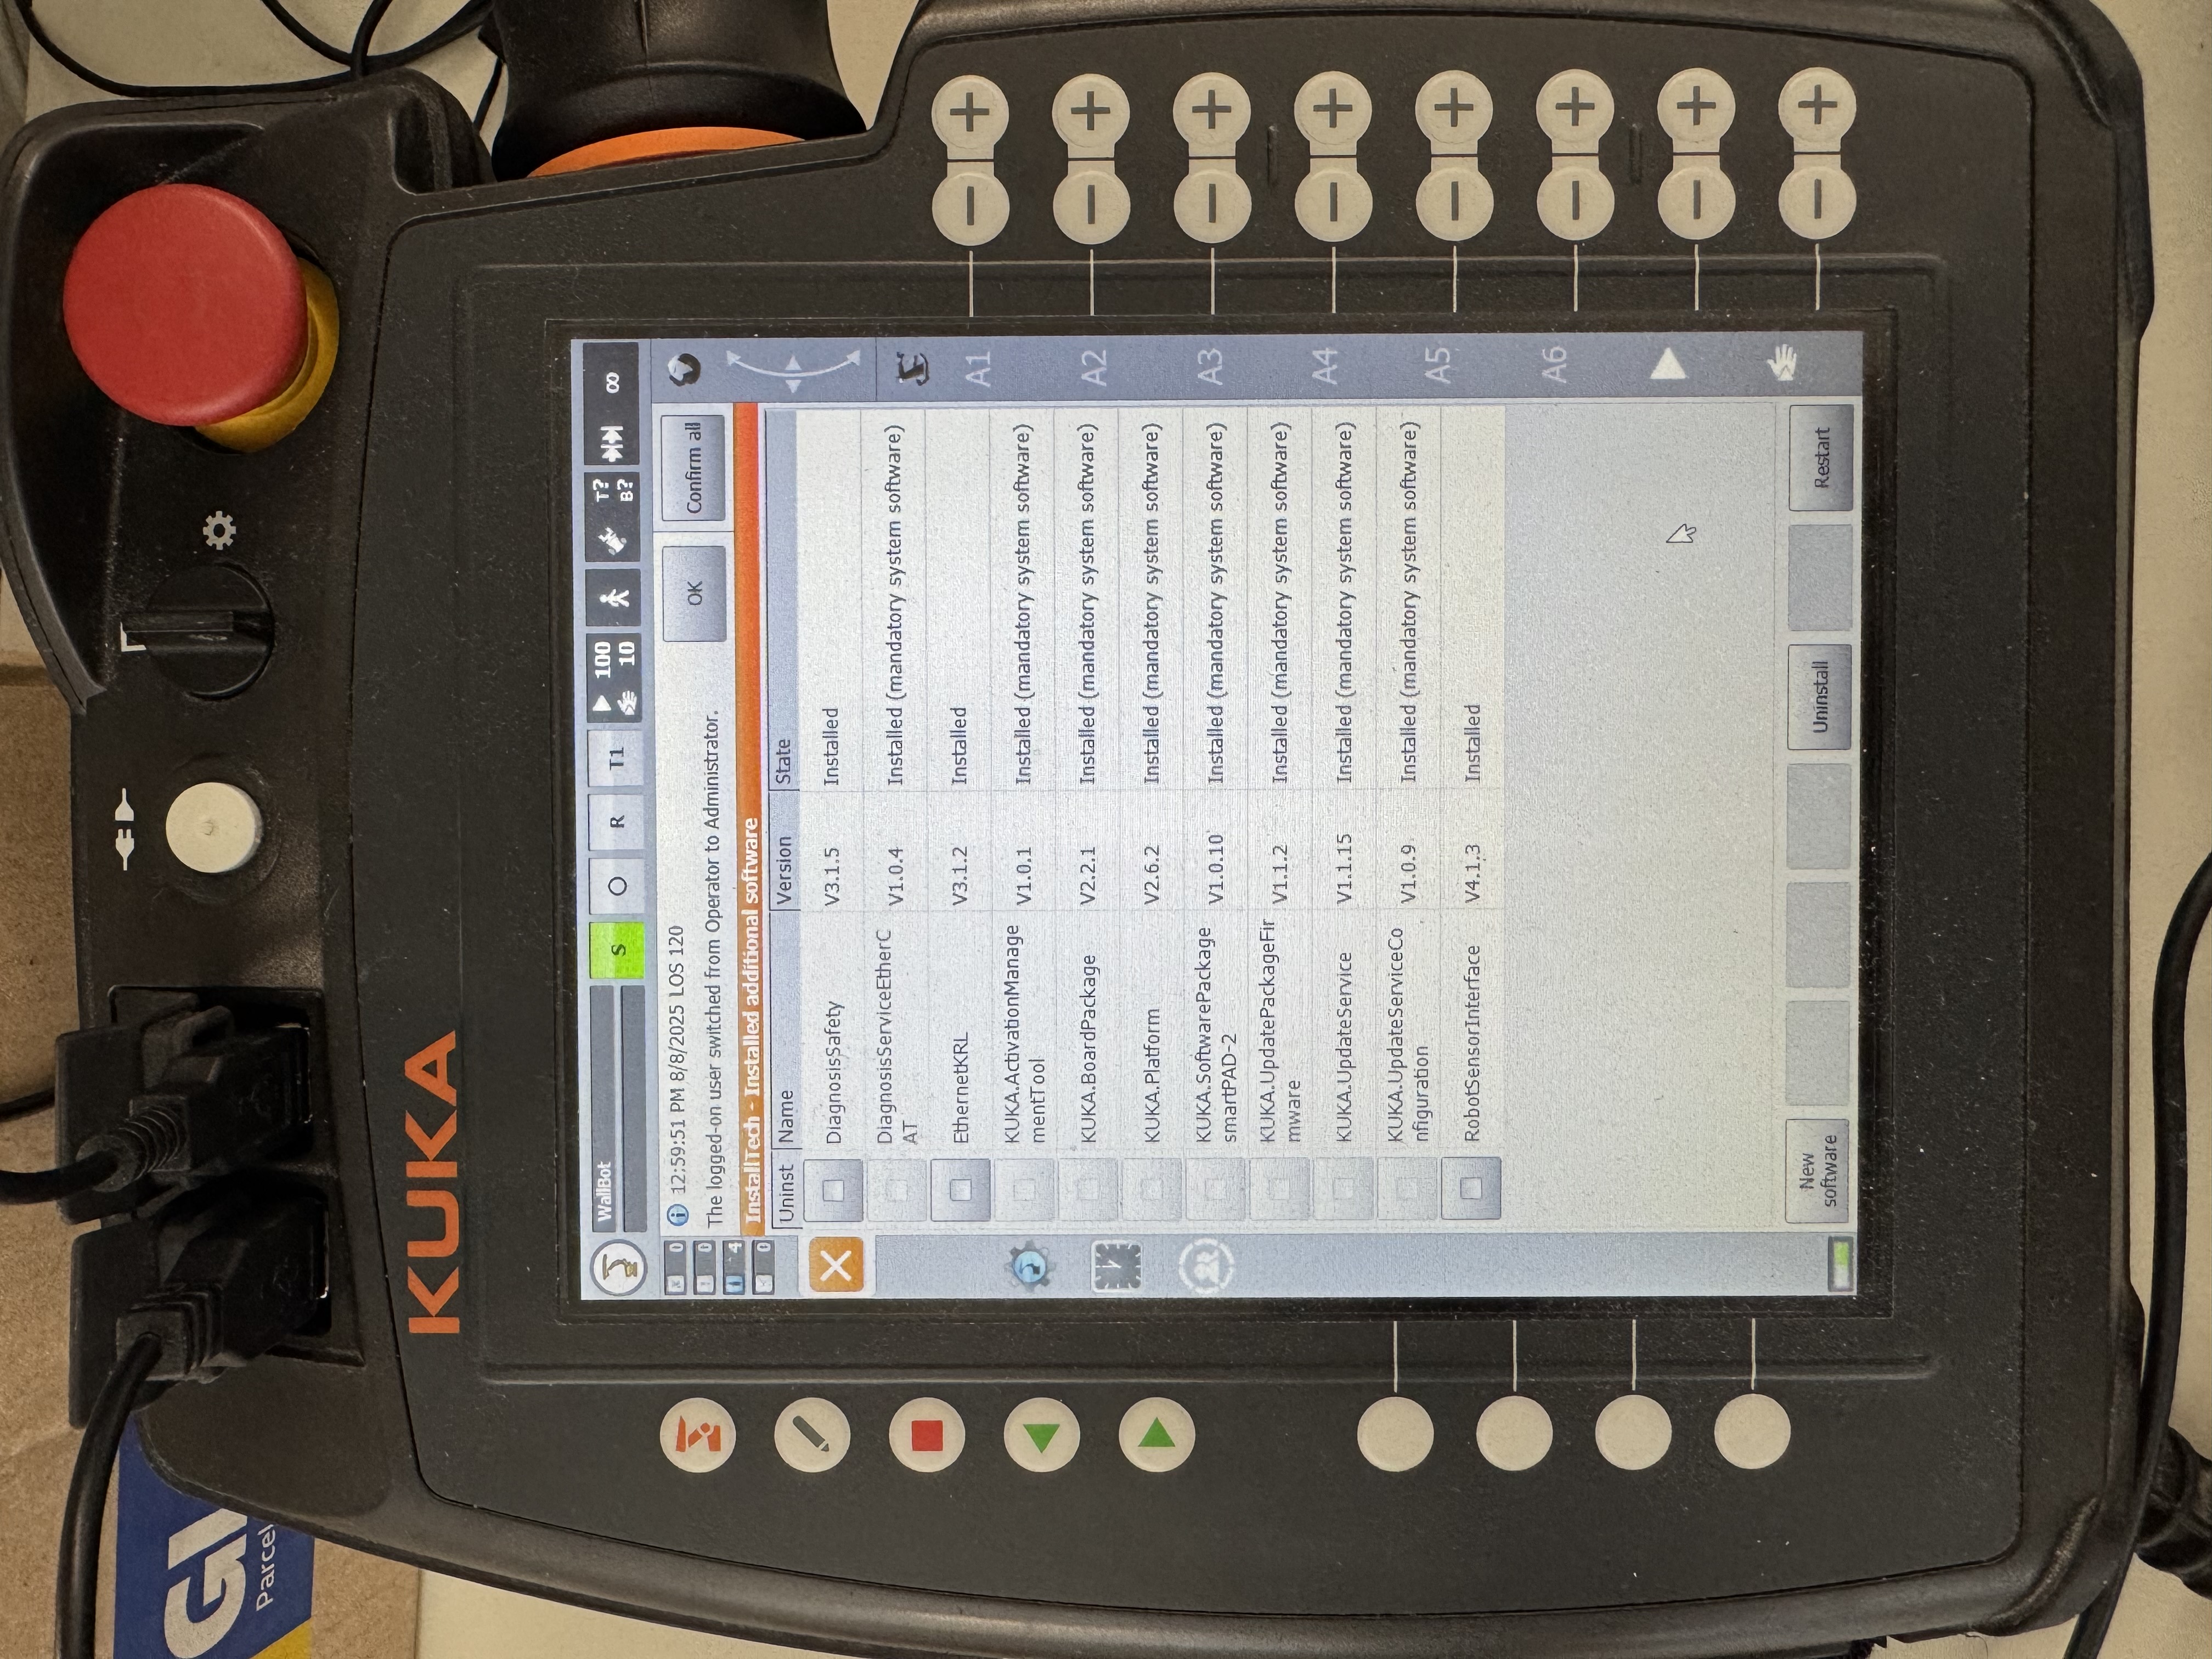 GL
Parcel
KUKA
WallBot
S
O
R
T1
100
10
T?
B?
∞
0
0
4
0
12:59:51 PM 8/8/2025 LOS 120
The logged-on user switched from Operator to Administrator.
OK
Confirm all
InstallTech - Installed additional software
Uninst Name Version State
DiagnosisSafety V3.1.5 Installed
DiagnosisServiceEtherC
AT V1.0.4 Installed (mandatory system software)
EthernetKRL V3.1.2 Installed
KUKA.ActivationManage
mentTool V1.0.1 Installed (mandatory system software)
KUKA.BoardPackage V2.2.1 Installed (mandatory system software)
KUKA.Platform V2.6.2 Installed (mandatory system software)
KUKA.SoftwarePackage
smartPAD-2 V1.0.10 Installed (mandatory system software)
KUKA.UpdatePackageFir
mware V1.1.2 Installed (mandatory system software)
KUKA.UpdateService V1.1.15 Installed (mandatory system software)
KUKA.UpdateServiceCo
nfiguration V1.0.9 Installed (mandatory system software)
RobotSensorInterface V4.1.3 Installed
A1
A2
A3
A4
A5
A6
New
software
Uninstall
Restart